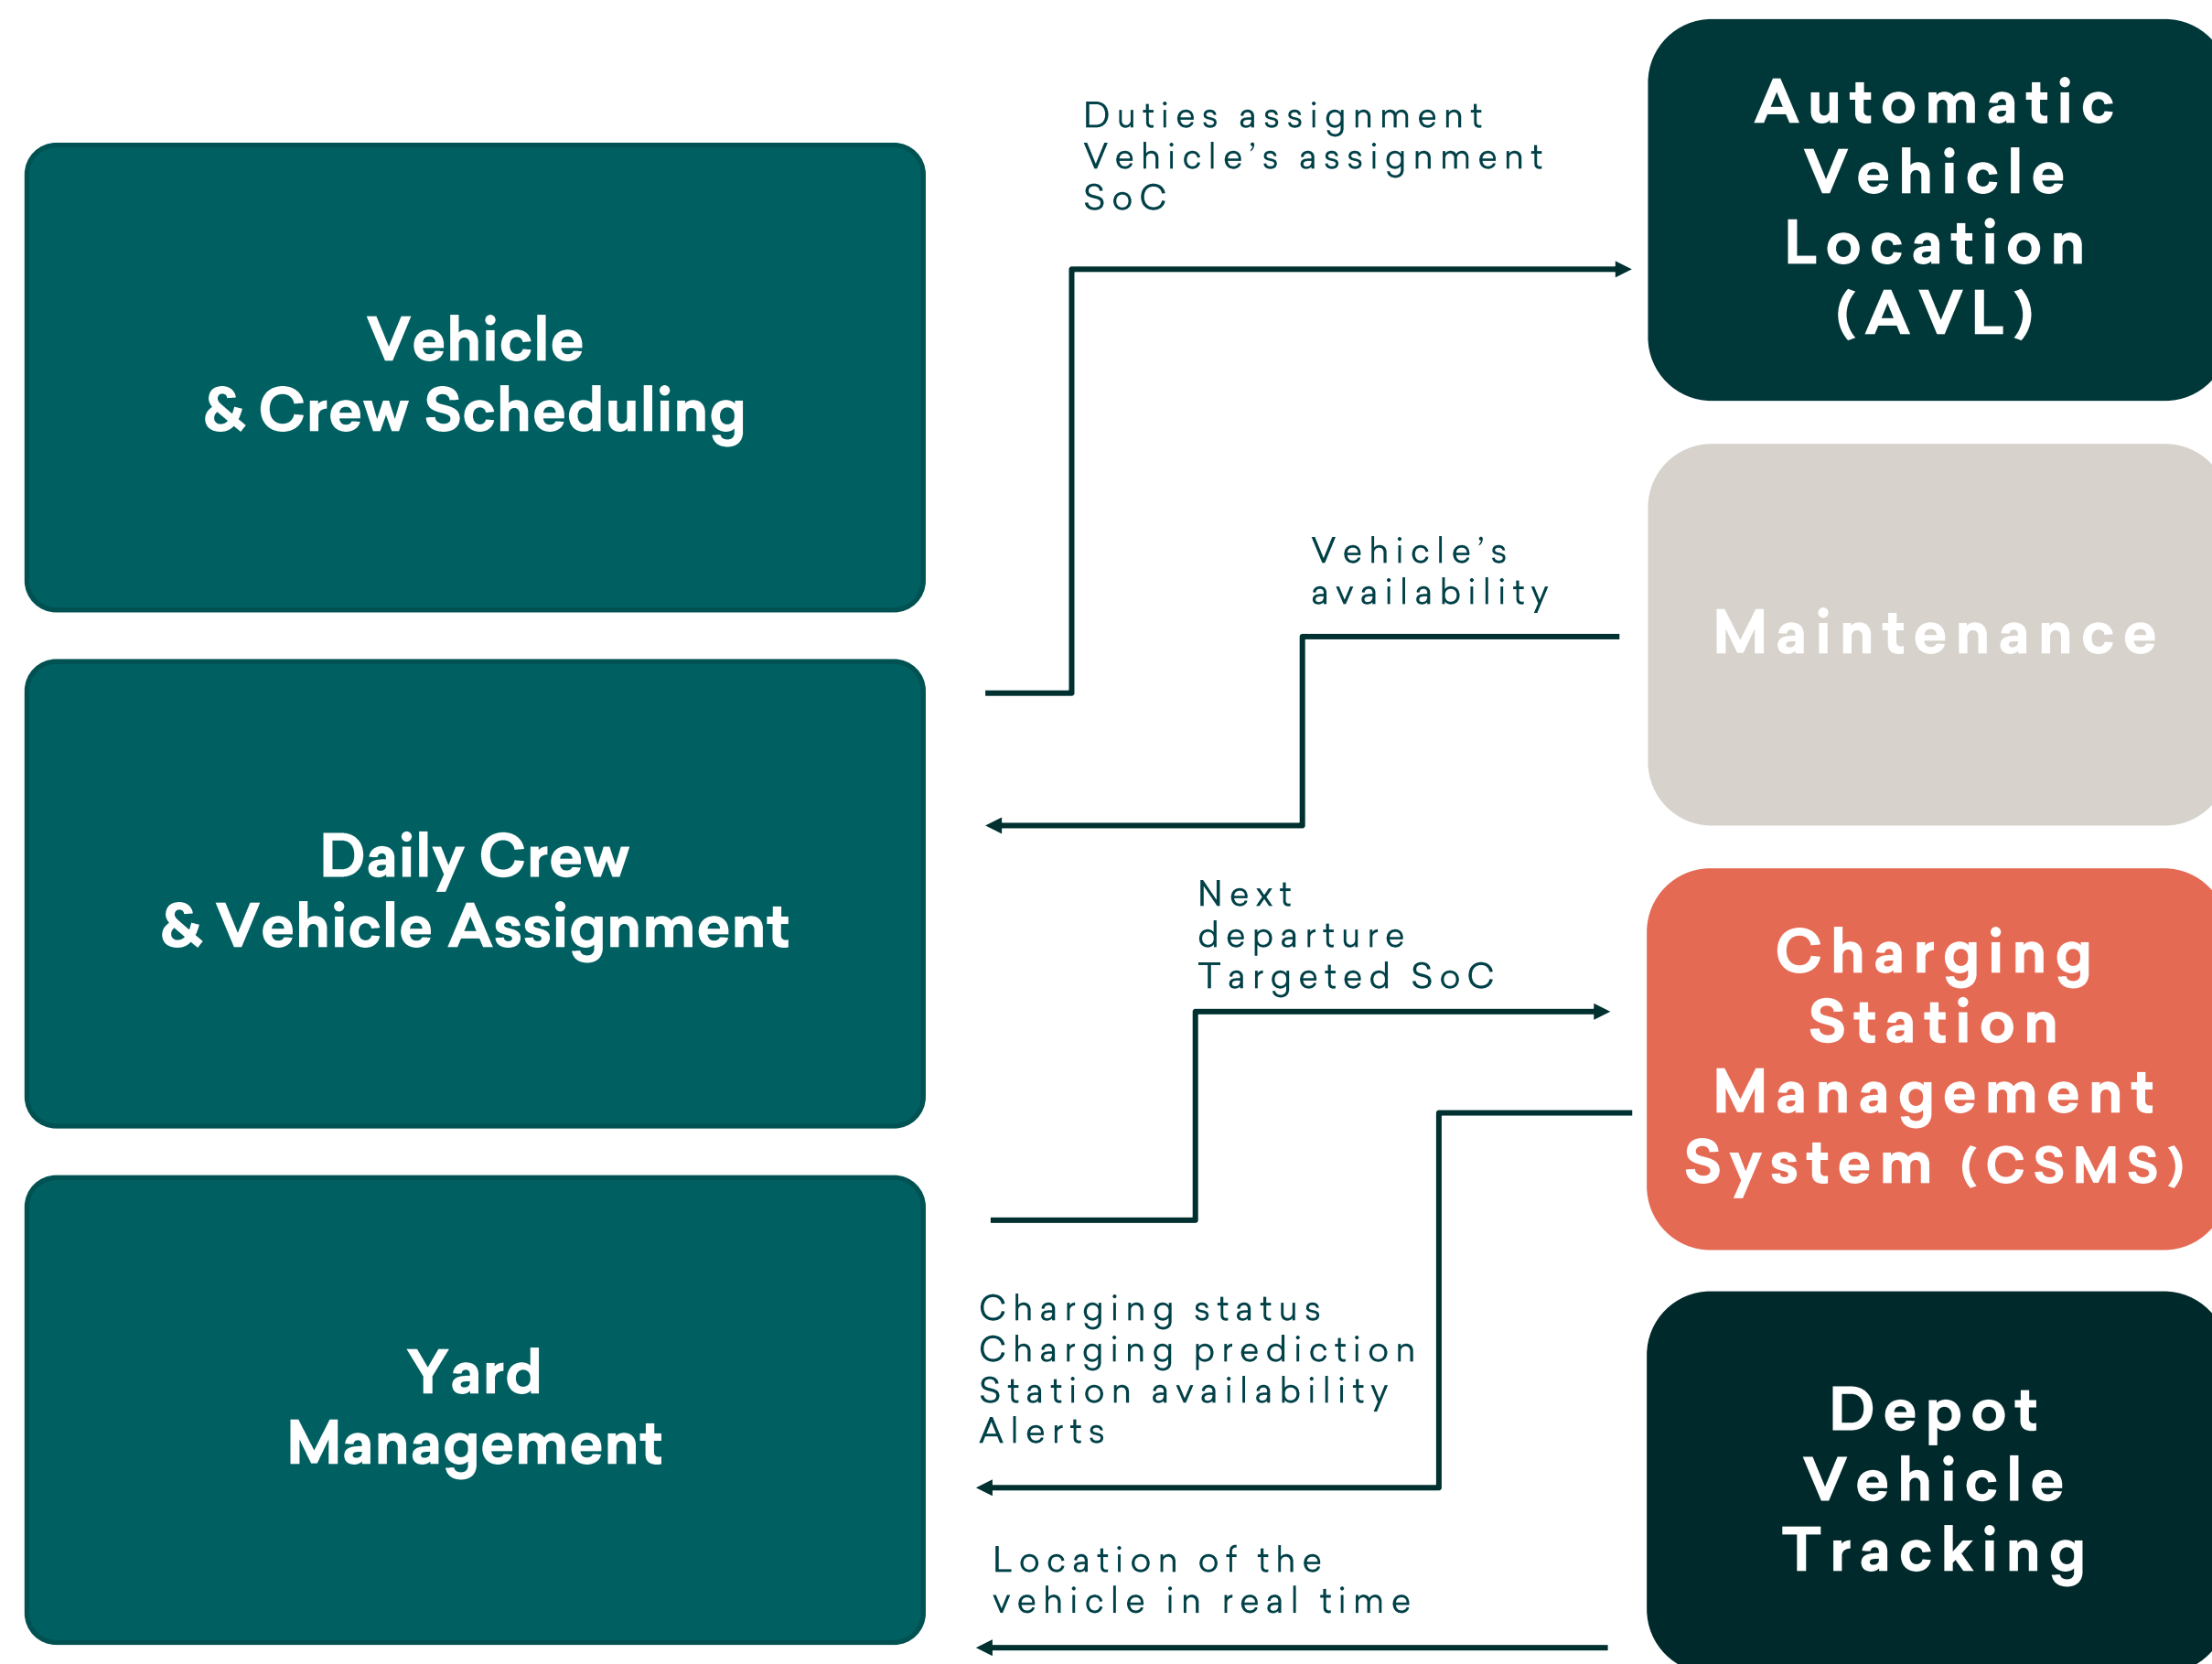 Vehicle
& Crew Scheduling
Daily Crew
& Vehicle Assignment
Yard
Management
Duties assignment
Vehicle’s assignment
SoC
Vehicle’s
availability
Next
departure
Targeted SoC
Charging status
Charging prediction
Station availability
Alerts
Location of the
vehicle in real time
Automatic
Vehicle
Location
(AVL)
Maintenance
Charging
Station
Management
System (CSMS)
Depot
Vehicle
Tracking